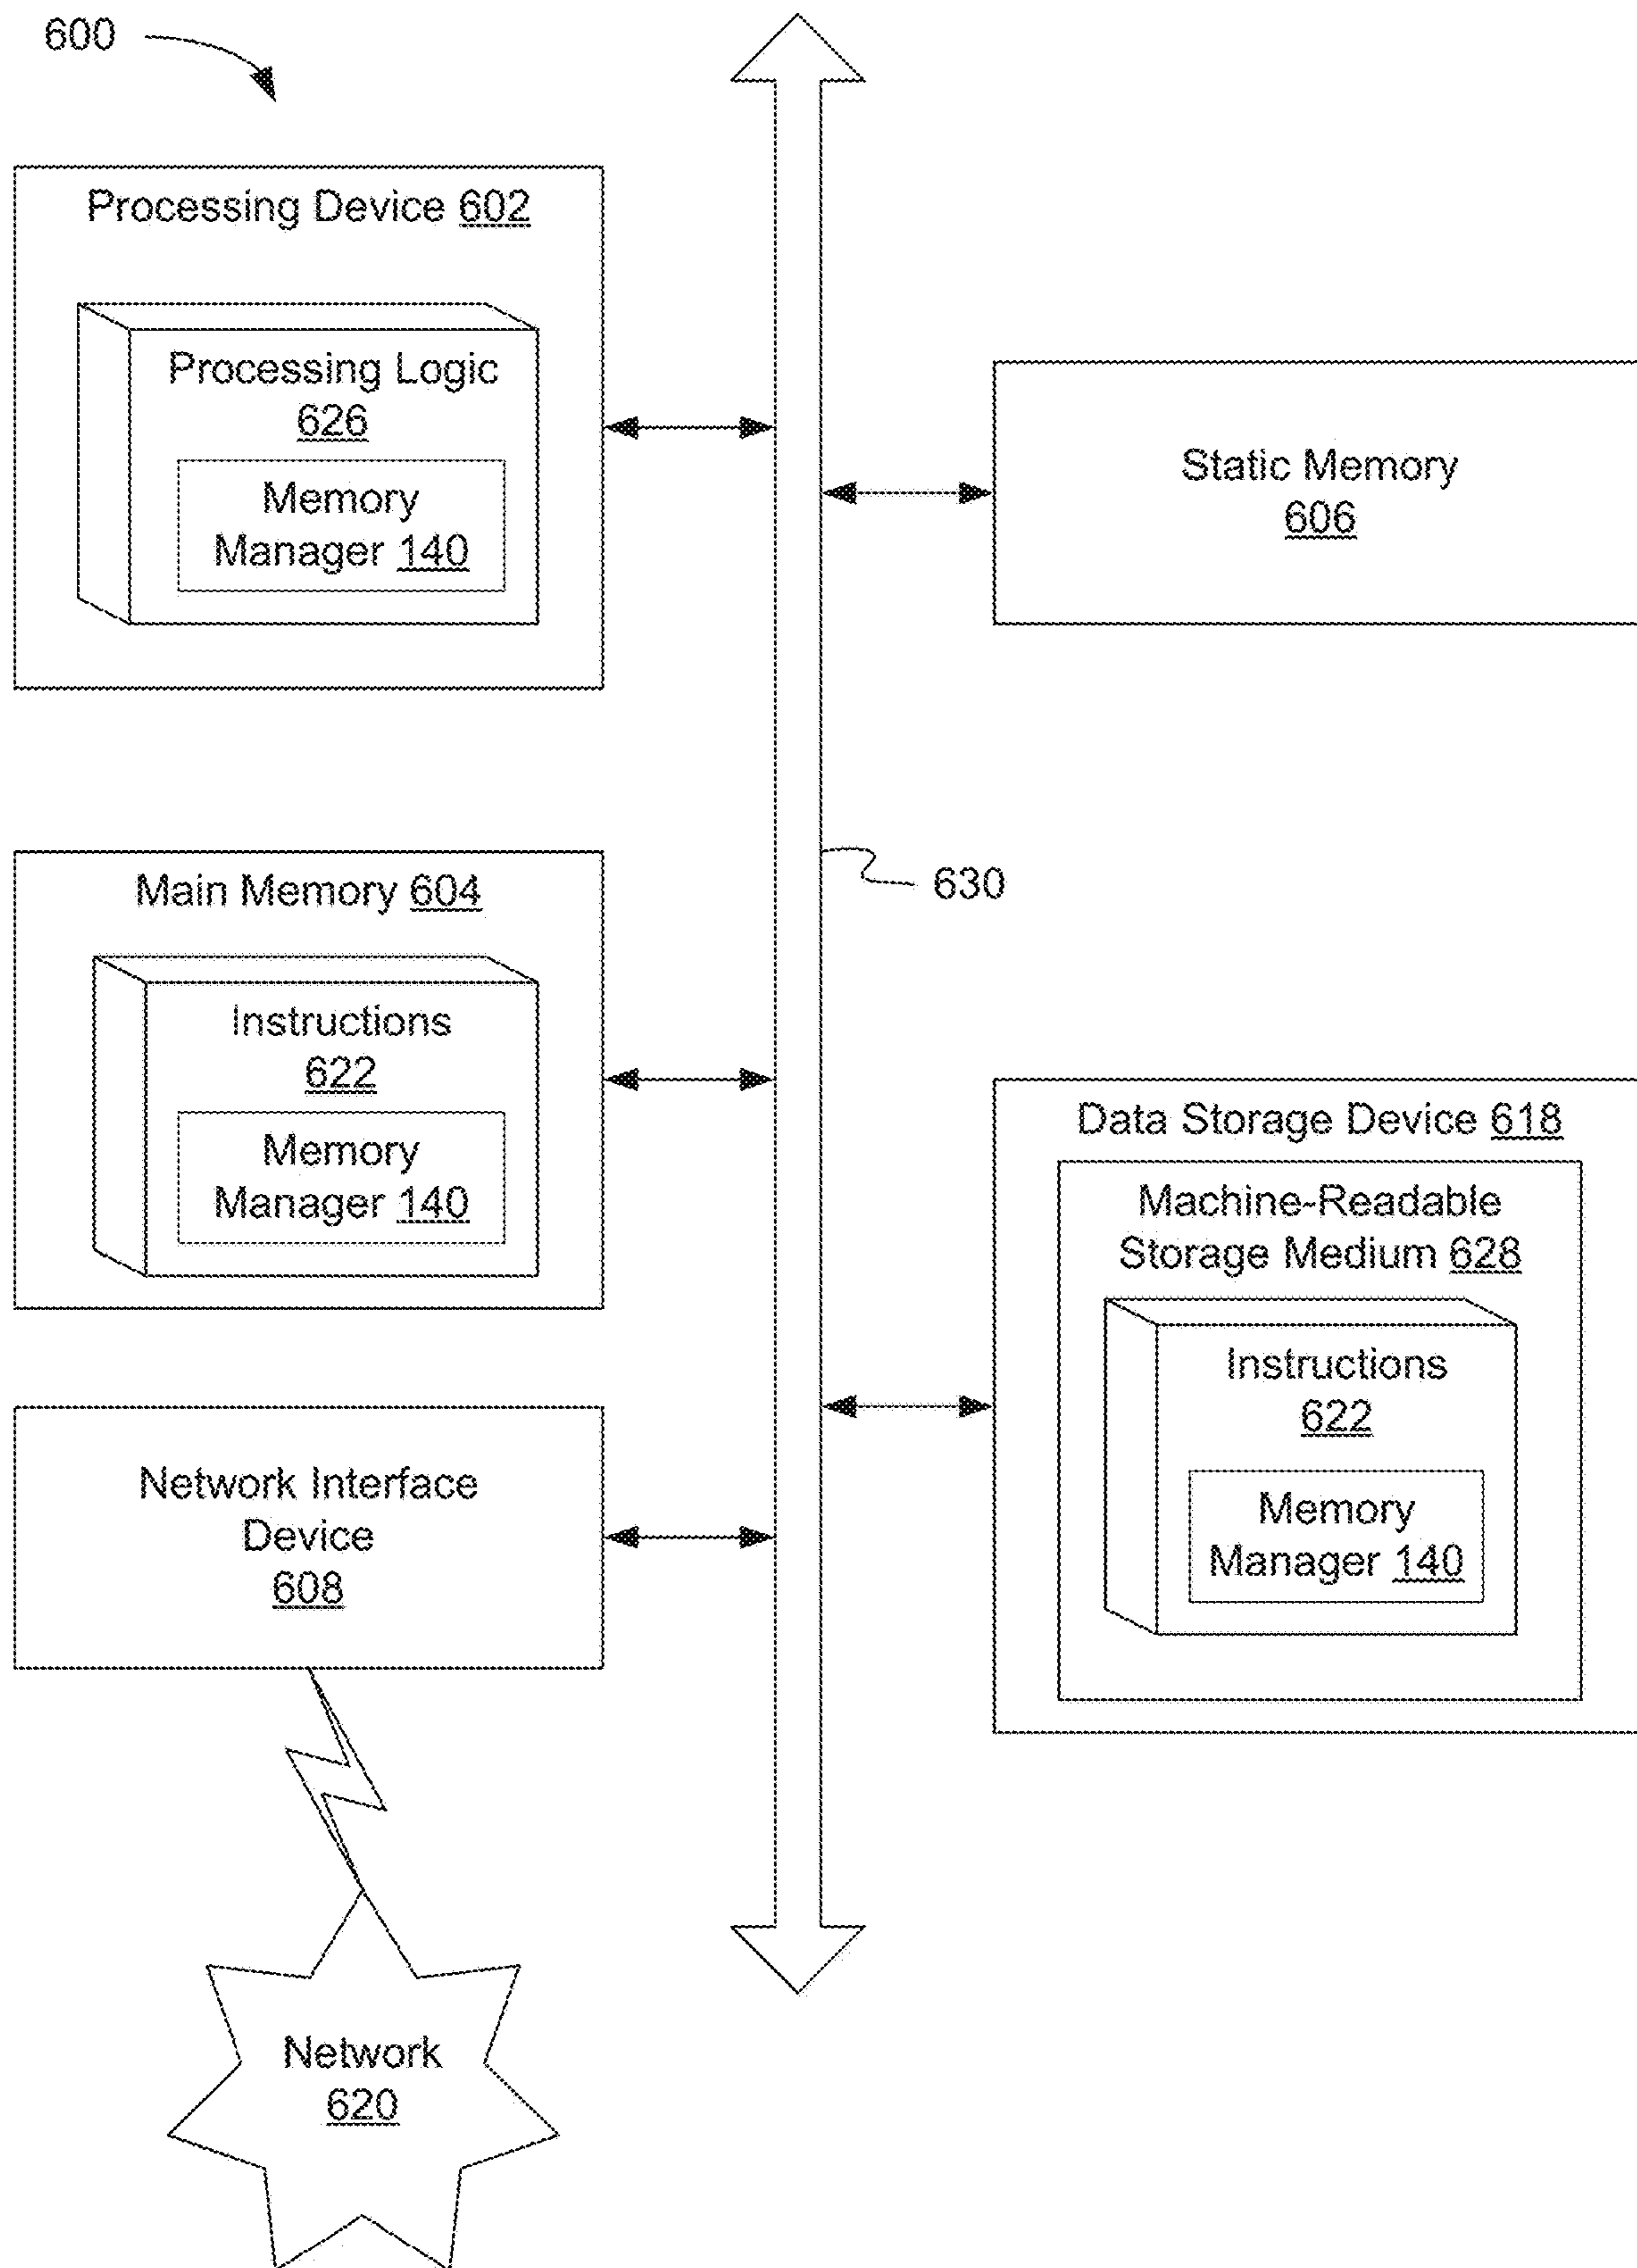 600
Processing Device 602
Processing Logic
626
Memory
Manager 140
Static Memory
606
Main Memory 604
630
Instructions
622
Memory
Manager 140
Data Storage Device 618
Machine-Readable
Storage Medium 628
Instructions
622
Memory
Manager 140
Network Interface
Device
608
Network
620